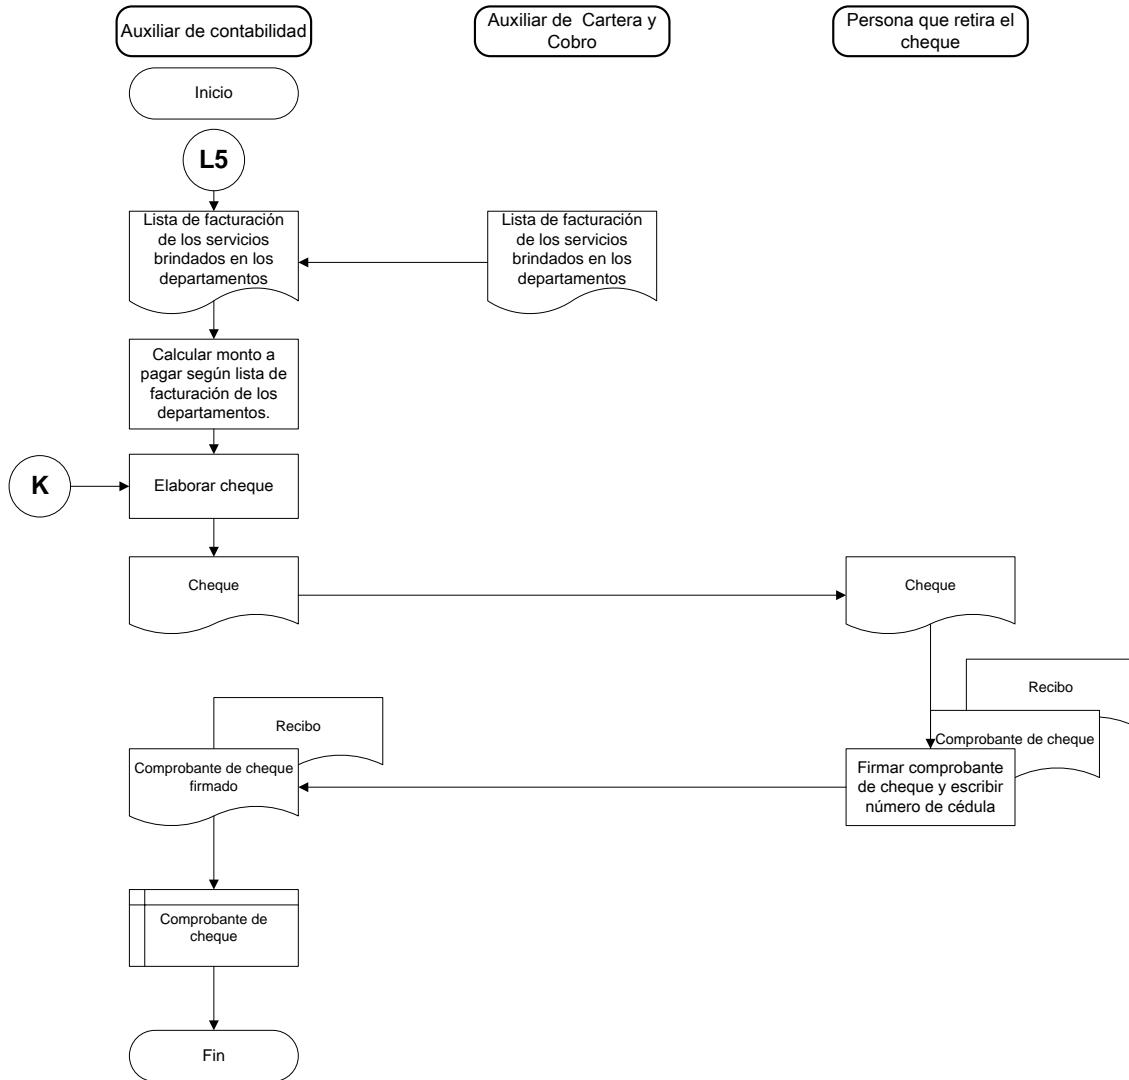 Auxiliar de contabilidad
Auxiliar de Cartera y
Cobro
Persona que retira el
cheque
Inicio
L5
Lista de facturación
de los servicios
brindados en los
departamentos
Lista de facturación
de los servicios
brindados en los
departamentos
Calcular monto a
pagar según lista de
facturación de los
departamentos.
K
Elaborar cheque
Cheque
Cheque
Recibo
Comprobante de cheque
Firmar comprobante
de cheque y escribir
número de cédula
Recibo
Comprobante de cheque
firmado
Comprobante de
cheque
Fin